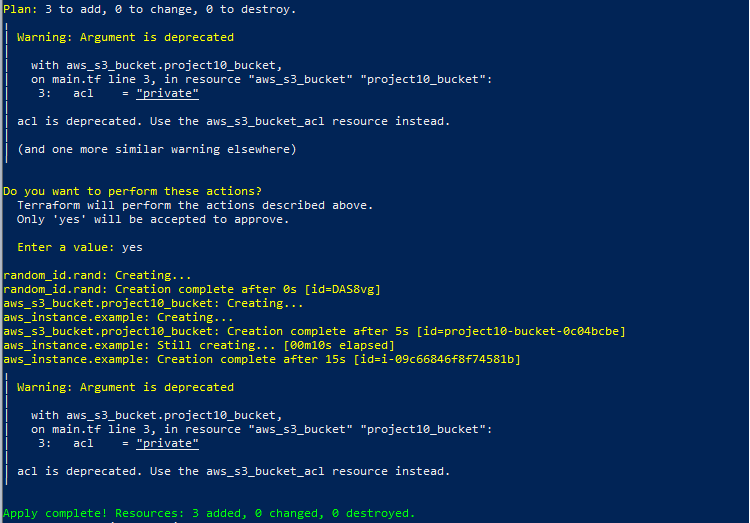 Plan: 3 to add, 0 to change, 0 to destroy.
Warning: Argument is deprecated
with aws_s3_bucket.project10_bucket,
on main.tf line 3, in resource "aws_s3_bucket" "project10_bucket":
3:   acl    = "private"
acl is deprecated. Use the aws_s3_bucket_acl resource instead.
(and one more similar warning elsewhere)
Do you want to perform these actions?
Terraform will perform the actions described above.
Only 'yes' will be accepted to approve.
Enter a value: yes
random_id.rand: Creating...
random_id.rand: Creation complete after 0s [id=DAS8vg]
aws_s3_bucket.project10_bucket: Creating...
aws_instance.example: Creating...
aws_s3_bucket.project10_bucket: Creation complete after 5s [id=project10-bucket-0c04bcbe]
aws_instance.example: Still creating... [00m10s elapsed]
aws_instance.example: Creation complete after 15s [id=i-09c66846f8f74581b]
Warning: Argument is deprecated
with aws_s3_bucket.project10_bucket,
on main.tf line 3, in resource "aws_s3_bucket" "project10_bucket":
3:   acl    = "private"
acl is deprecated. Use the aws_s3_bucket_acl resource instead.
Apply complete! Resources: 3 added, 0 changed, 0 destroyed.